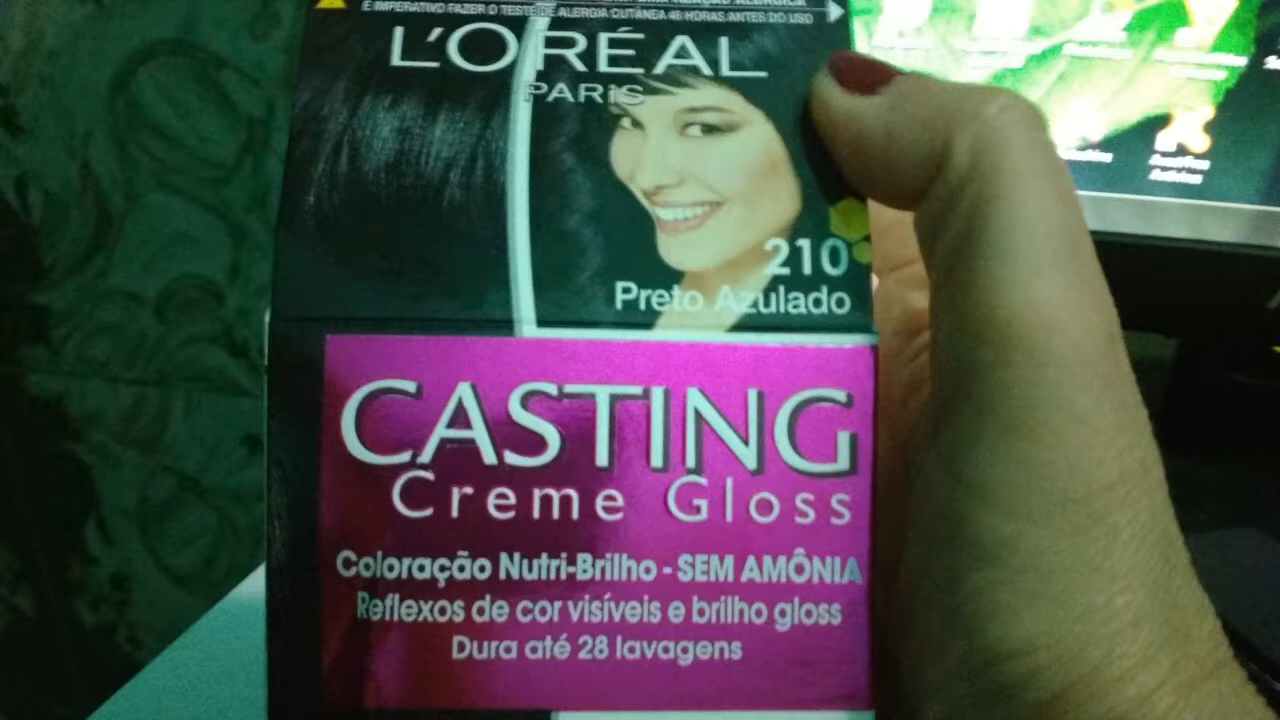 É IMPERATIVO FAZER O TESTE DE ALERGIA CUTÂNEA 48 HORAS ANTES DO USO
L'ORÉAL
PARIS
210
Preto Azulado
CASTING
Creme Gloss
Coloração Nutri-Brilho - SEM AMÔNIA
Reflexos de cor visíveis e brilho gloss
Dura até 28 lavagens